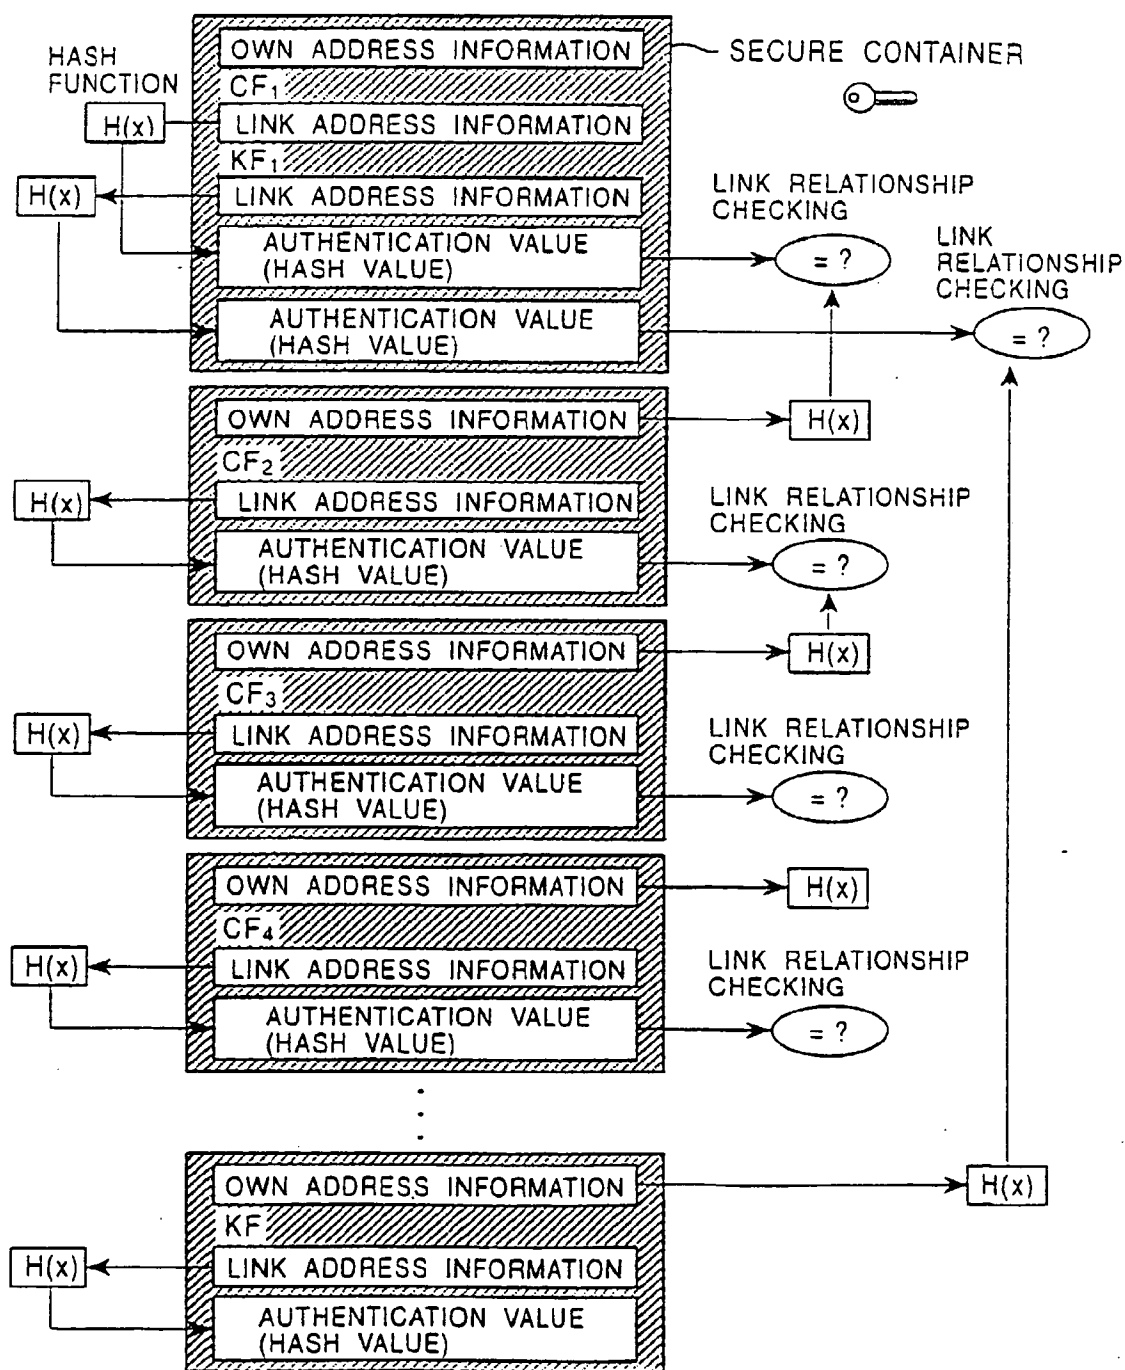 HASH
FUNCTION
OWN ADDRESS INFORMATION
SECURE CONTAINER
CF₁
H(x)
LINK ADDRESS INFORMATION
KF₁
H(x)
LINK ADDRESS INFORMATION
LINK RELATIONSHIP
CHECKING
AUTHENTICATION VALUE
(HASH VALUE)
= ?
LINK
RELATIONSHIP
CHECKING
AUTHENTICATION VALUE
(HASH VALUE)
= ?
OWN ADDRESS INFORMATION
H(x)
CF₂
H(x)
LINK ADDRESS INFORMATION
LINK RELATIONSHIP
CHECKING
AUTHENTICATION VALUE
(HASH VALUE)
= ?
OWN ADDRESS INFORMATION
H(x)
CF₃
H(x)
LINK ADDRESS INFORMATION
LINK RELATIONSHIP
CHECKING
AUTHENTICATION VALUE
(HASH VALUE)
= ?
OWN ADDRESS INFORMATION
H(x)
CF₄
H(x)
LINK ADDRESS INFORMATION
LINK RELATIONSHIP
CHECKING
AUTHENTICATION VALUE
(HASH VALUE)
= ?
OWN ADDRESS INFORMATION
H(x)
KF
H(x)
LINK ADDRESS INFORMATION
AUTHENTICATION VALUE
(HASH VALUE)